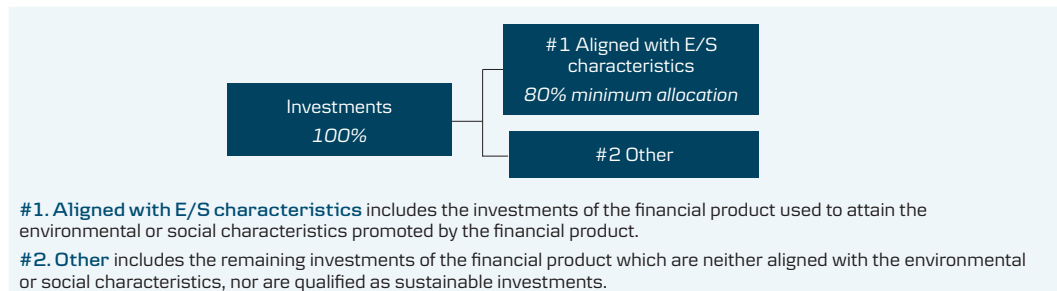 #1 Aligned with E/S
characteristics
80% minimum allocation
Investments
100%
#2 Other
#1. Aligned with E/S characteristics includes the investments of the financial product used to attain the
environmental or social characteristics promoted by the financial product.
#2. Other includes the remaining investments of the financial product which are neither aligned with the environmental
or social characteristics, nor are qualified as sustainable investments.